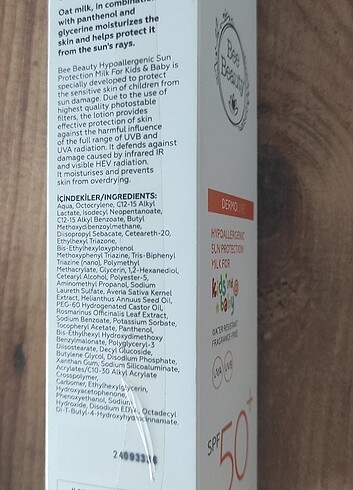 Oat milk, in combination
with panthenol and
glycerine moisturizes the
skin and helps protect it
from the sun's rays.
Bee Beauty Hypoallergenic Sun
Protection Milk For Kids & Baby is
specially developed to protect
the sensitive skin of children from
sun damage. Due to the use of
highest quality photostable
filters, the lotion provides
effective protection of skin
against the harmful influence
of the full range of UVB and
UVA radiation. It defends against
damage caused by infrared IR
and visible HEV radiation.
It moisturises and prevents
skin from overdrying.
İÇİNDEKİLER/INGREDIENTS:
Aqua, Octocrylene, C12-15 Alkyl
Lactate, Isodecyl Neopentanoate,
C12-15 Alkyl Benzoate, Butyl
Methoxydibenzoylmethane,
Diisopropyl Sebacate, Ceteareth-20,
Ethylhexyl Triazone,
Bis-Ethylhexyloxyphenol
Methoxyphenyl Triazine, Tris-Biphenyl
Triazine (nano), Polymethyl
Methacrylate, Glycerin, 1,2-Hexanediol,
Cetearyl Alcohol, Polyester-5,
Aminomethyl Propanol, Sodium
Laureth Sulfate, Avena Sativa Kernel
Extract, Helianthus Annuus Seed Oil,
PEG-60 Hydrogenated Castor Oil,
Rosmarinus Officinalis Leaf Extract,
Sodium Benzoate, Potassium Sorbate,
Tocopheryl Acetate, Panthenol,
Bis-Ethylhexyl Hydroxydimethoxy
Benzylmalonate, Polyglyceryl-3
Diisostearate, Decyl Glucoside,
Butylene Glycol, Disodium Phosphate,
Xanthan Gum, Sodium Silicoaluminate,
Acrylates/C10-30 Alkyl Acrylate
Crosspolymer,
Carbomer, Ethylhexylglycerin,
Hydroxyacetophenone,
Phenoxyethanol, Sodium
Hydroxide, Disodium EDTA, Octadecyl
Di-T-Butyl-4-Hydroxyhydrocinnamate.
Bee
Beauty
DERMO
HYPOALLERGENIC
SUN PROTECTION
MILK FOR
kids
baby
WATER RESISTANT
FRAGRANCE-FREE
UVA UVB
SPF 50+